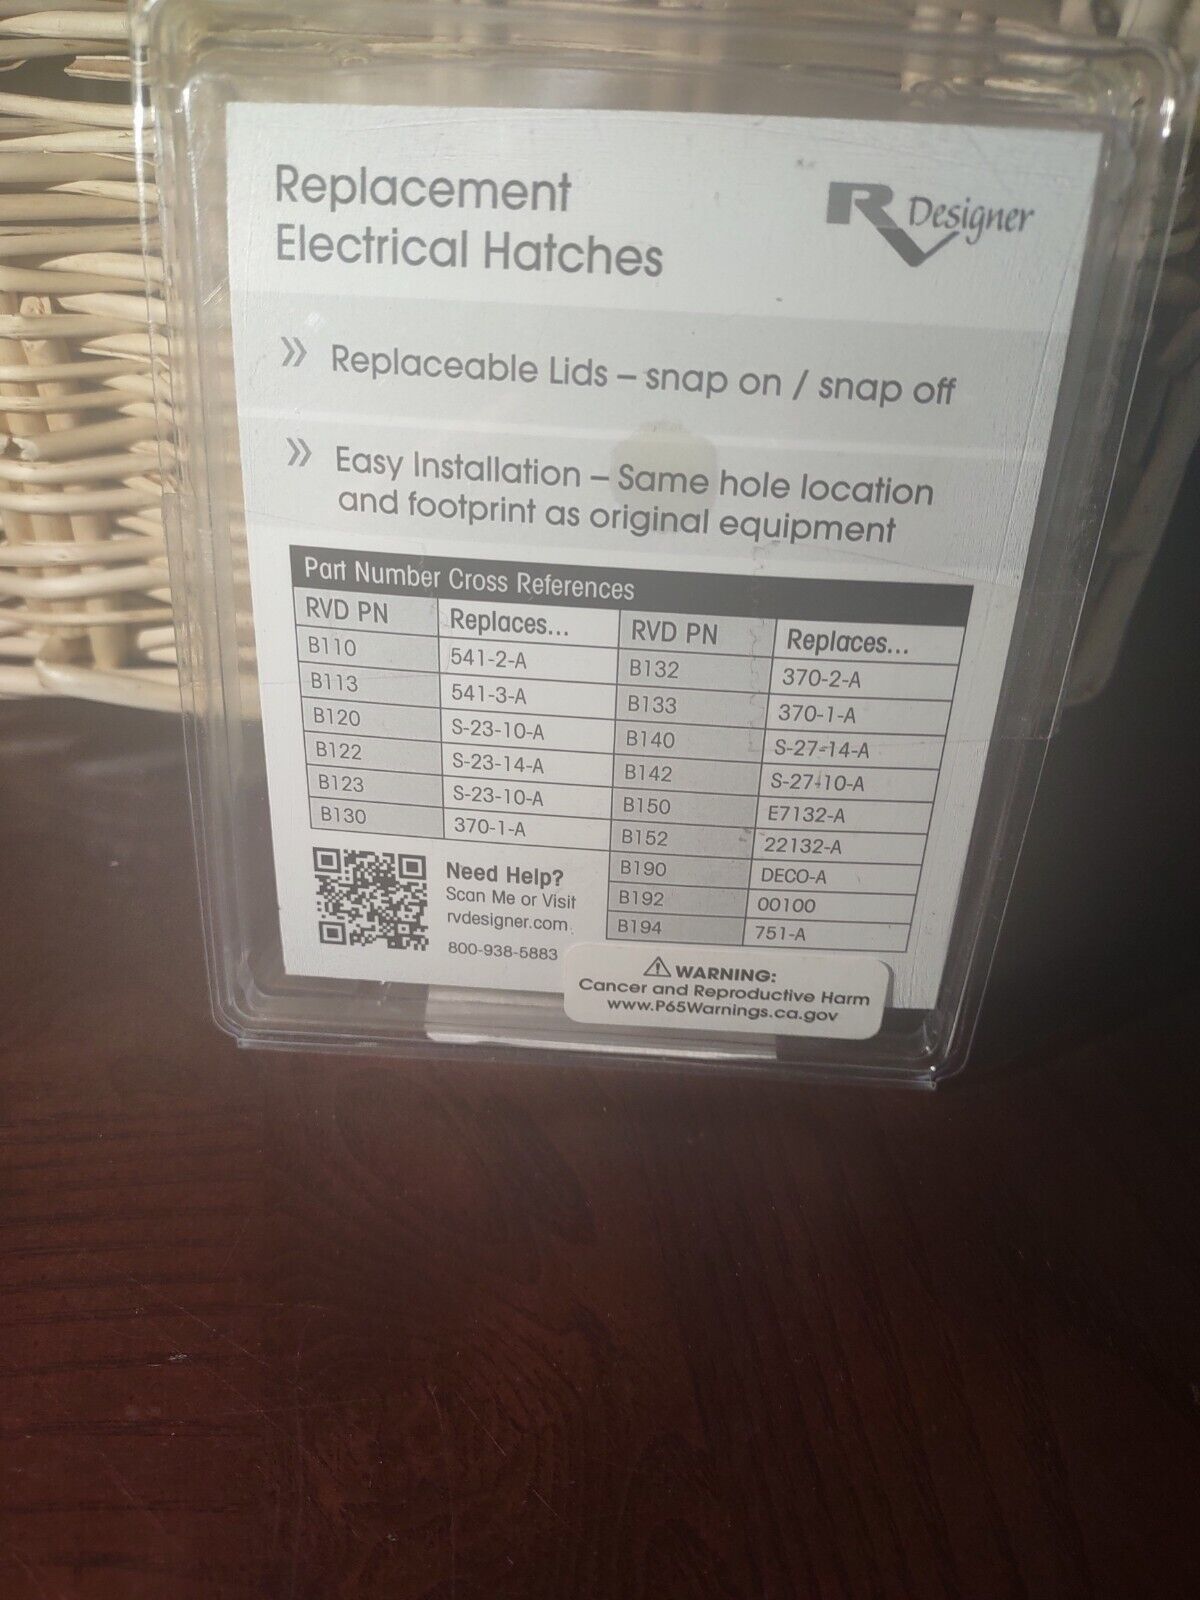 Replacement
Electrical Hatches
RV Designer
» Replaceable Lids – snap on / snap off
» Easy Installation – Same hole location
and footprint as original equipment
Part Number Cross References
RVD PN Replaces... RVD PN Replaces...
B110 541-2-A B132 370-2-A
B113 541-3-A B133 370-1-A
B120 S-23-10-A B140 S-27-14-A
B122 S-23-14-A B142 S-27-10-A
B123 S-23-10-A B150 E7132-A
B130 370-1-A B152 22132-A
B190 DECO-A
B192 00100
B194 751-A
Need Help?
Scan Me or Visit
rvdesigner.com
800-938-5883
⚠ WARNING:
Cancer and Reproductive Harm
www.P65Warnings.ca.gov